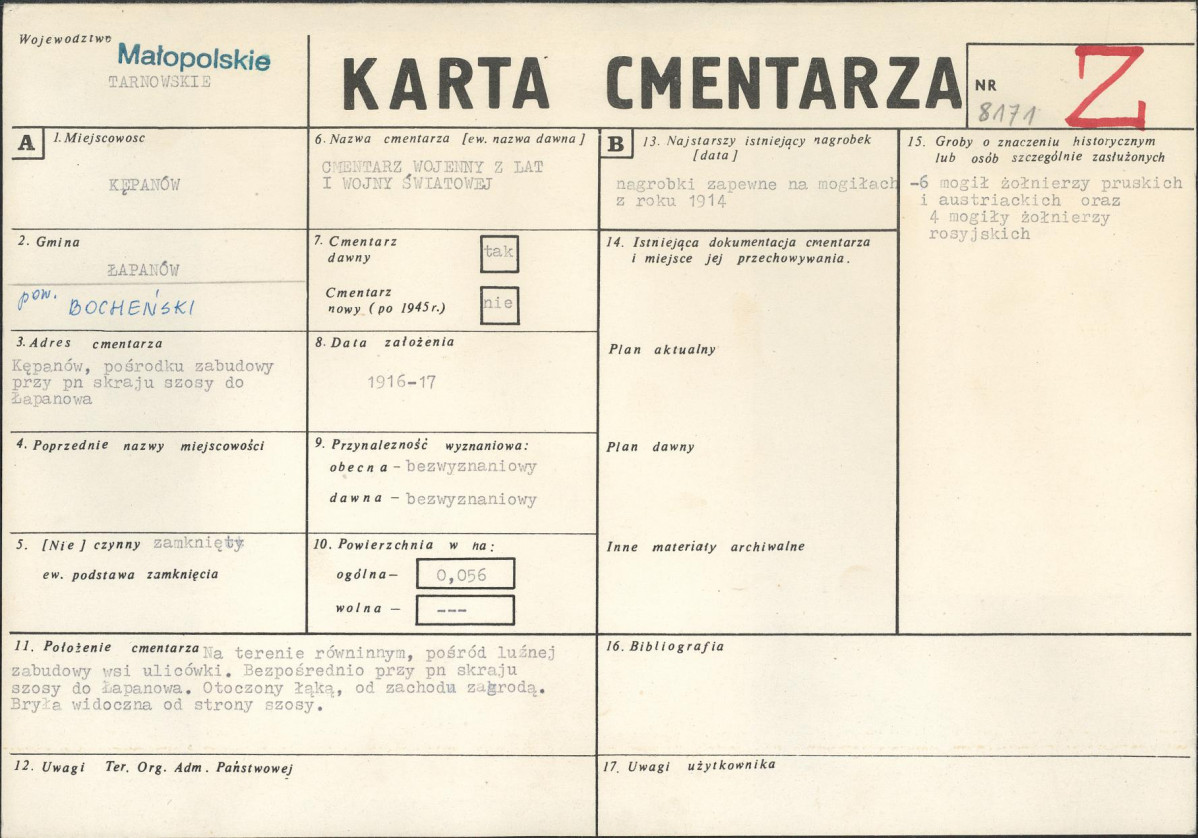 Województwo
Małopolskie
TARNOWSKIE
KARTA CMENTARZA
NR
8171
Z
A
1. Miejscowosc
KĘPANÓW
2. Gmina
ŁAPANÓW
pow.
BOCHEŃSKI
3. Adres cmentarza
Kępanów, pośrodku zabudowy
przy pn skraju szosy do
Łapanowa
4. Poprzednie nazwy miejscowości
5. [Nie] czynny zamknięty
ew. podstawa zamknięcia
6. Nazwa cmentarza [ew. nazwa dawna]
CMENTARZ WOJENNY Z LAT
I WOJNY ŚWIATOWEJ
7. Cmentarz
dawny
tak
Cmentarz
nowy (po 1945r.)
nie
8. Data założenia
1916-17
9. Przynależność wyznaniowa:
obecna - bezwyznaniowy
dawna - bezwyznaniowy
10. Powierzchnia w ha:
ogólna— 0,056
wolna — ---
B
13. Najstarszy istniejący nagrobek
[data]
nagrobki zapewne na mogiłach
z roku 1914
14. Istniejąca dokumentacja cmentarza
i miejsce jej przechowywania.
Plan aktualny
Plan dawny
Inne materiały archiwalne
15. Groby o znaczeniu historycznym
lub osób szczególnie zasłużonych
-6 mogił żołnierzy pruskich
i austriackich oraz
4 mogiły żołnierzy
rosyjskich
11. Położenie cmentarza Na terenie równinnym, pośród luźnej
zabudowy wsi ulicówki. Bezpośrednio przy pn skraju
szosy do Łapanowa. Otoczony łąką, od zachodu zagrodą.
Bryła widoczna od strony szosy.
16. Bibliografia
12. Uwagi Ter. Org. Adm. Państwowej
17. Uwagi użytkownika